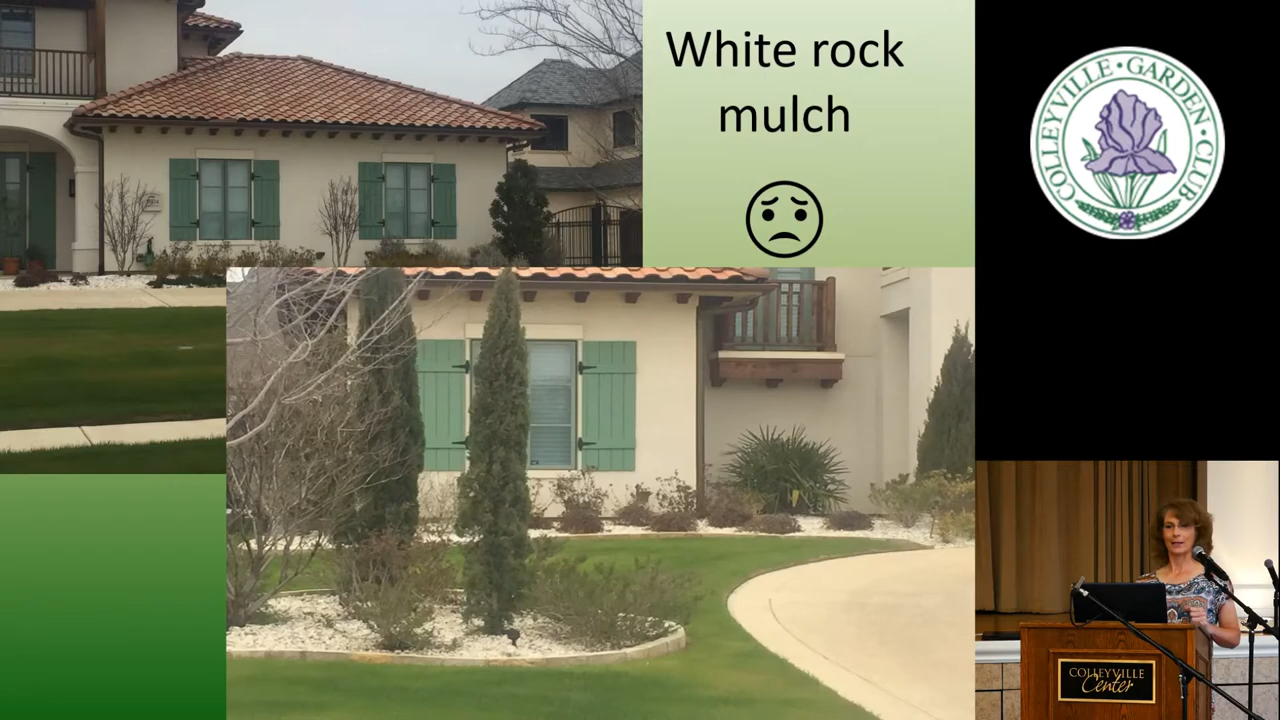 White rock
mulch
COLLEYVILLE • GARDEN • CLUB
COLLEYVILLE
Center